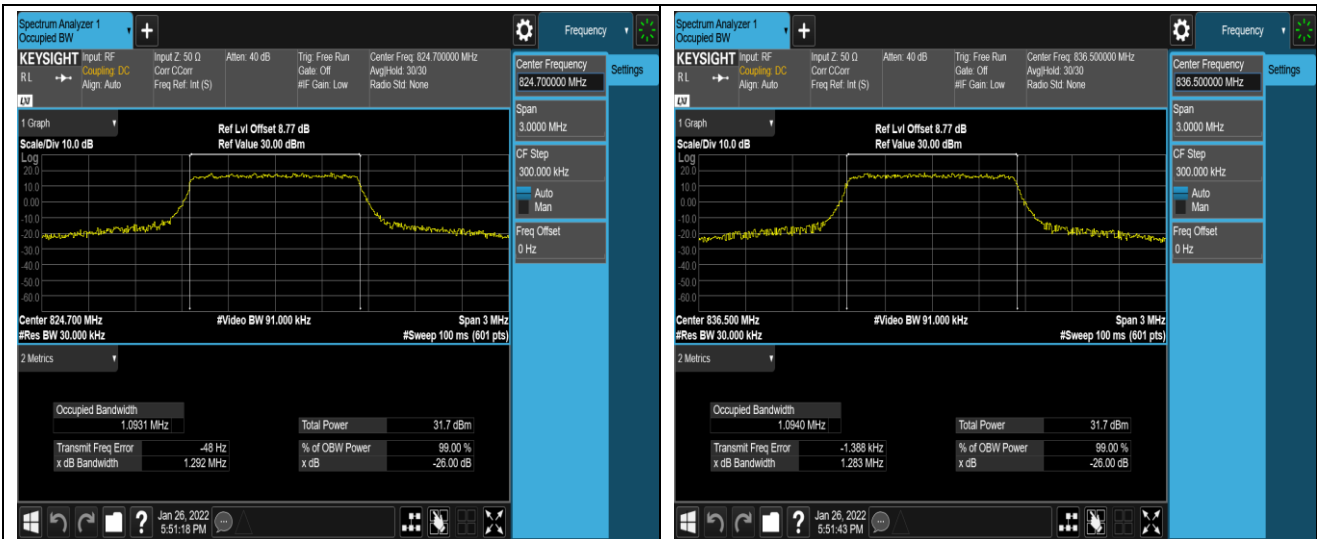 Spectrum Analyzer 1
Occupied BW
Frequency
KEYSIGHT
Input: RF
Input Z: 50 Ω
Atten: 40 dB
Trig: Free Run
Center Freq: 824.700000 MHz
Coupling: DC
Corr CCorr
Gate: Off
Avg|Hold: 30/30
R L
Align: Auto
Freq Ref: Int (S)
#IF Gain: Low
Radio Std: None
LXI
Center Frequency
824.700000 MHz
Settings
Span
3.0000 MHz
CF Step
300.000 kHz
Auto
Man
Freq Offset
0 Hz
1 Graph
Ref Lvl Offset 8.77 dB
Scale/Div 10.0 dB
Ref Value 30.00 dBm
Log
20.0
10.0
0.00
-10.0
-20.0
-30.0
-40.0
-50.0
-60.0
Center 824.700 MHz
#Video BW 91.000 kHz
Span 3 MHz
#Res BW 30.000 kHz
#Sweep 100 ms (601 pts)
2 Metrics
Occupied Bandwidth
1.0931 MHz
Total Power
31.7 dBm
Transmit Freq Error
-48 Hz
% of OBW Power
99.00 %
x dB Bandwidth
1.292 MHz
x dB
-26.00 dB
?
Jan 26, 2022
5:51:18 PM
Spectrum Analyzer 1
Occupied BW
Frequency
KEYSIGHT
Input: RF
Input Z: 50 Ω
Atten: 40 dB
Trig: Free Run
Center Freq: 836.500000 MHz
Coupling: DC
Corr CCorr
Gate: Off
Avg|Hold: 30/30
R L
Align: Auto
Freq Ref: Int (S)
#IF Gain: Low
Radio Std: None
LXI
Center Frequency
836.500000 MHz
Settings
Span
3.0000 MHz
CF Step
300.000 kHz
Auto
Man
Freq Offset
0 Hz
1 Graph
Ref Lvl Offset 8.77 dB
Scale/Div 10.0 dB
Ref Value 30.00 dBm
Log
20.0
10.0
0.00
-10.0
-20.0
-30.0
-40.0
-50.0
-60.0
Center 836.500 MHz
#Video BW 91.000 kHz
Span 3 MHz
#Res BW 30.000 kHz
#Sweep 100 ms (601 pts)
2 Metrics
Occupied Bandwidth
1.0940 MHz
Total Power
31.7 dBm
Transmit Freq Error
-1.388 kHz
% of OBW Power
99.00 %
x dB Bandwidth
1.283 MHz
x dB
-26.00 dB
?
Jan 26, 2022
5:51:43 PM